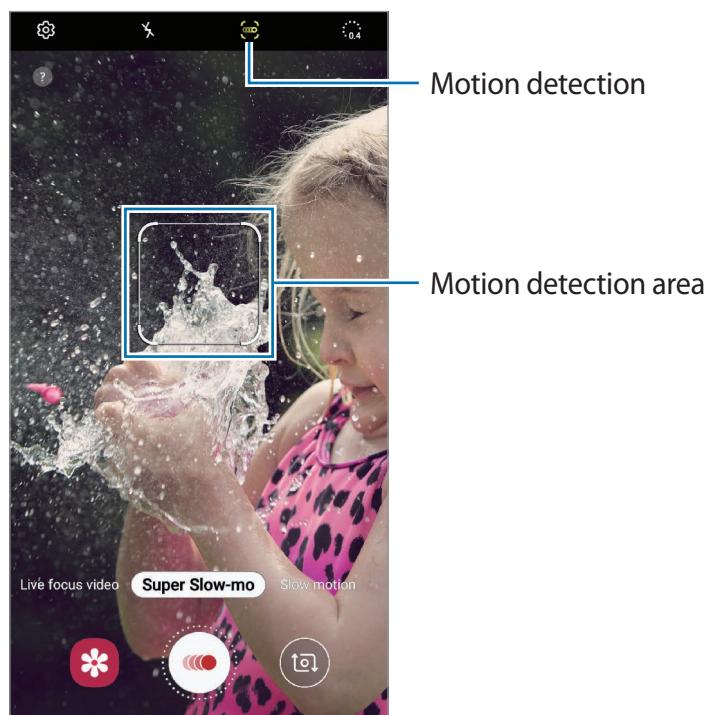 0.4
?
Motion detection
Motion detection area
Live focus video
Super Slow-mo
Slow motion